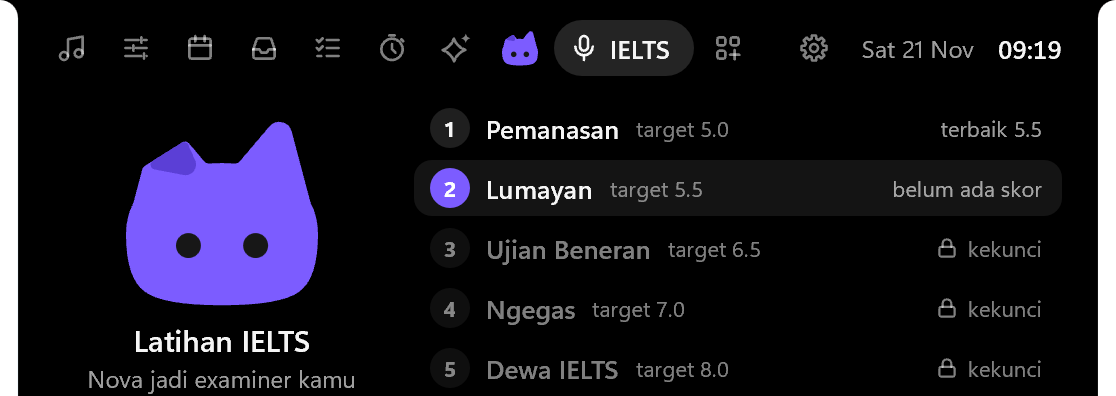 IELTS Sat 21 Nov 09:19
1 Pemanasan target 5.0 terbaik 5.5
2 Lumayan target 5.5 belum ada skor
3 Ujian Beneran target 6.5 kekunci
4 Ngegas target 7.0 kekunci
5 Dewa IELTS target 8.0 kekunci
Latihan IELTS
Nova jadi examiner kamu